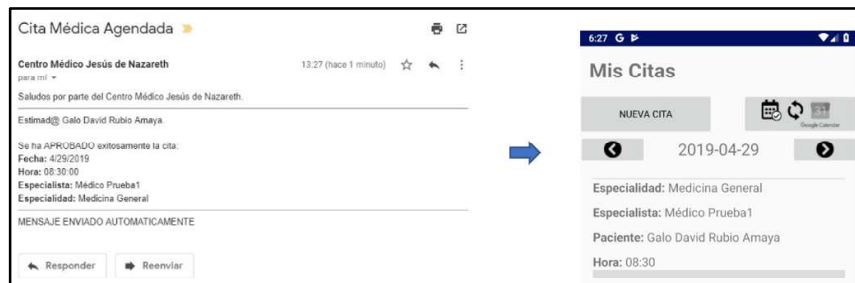 Cita Médica Agendada
Centro Médico Jesús de Nazareth
13:27 (hace 1 minuto)
para mí
Saludos por parte del Centro Médico Jesús de Nazareth.
Estimad@ Galo David Rubio Amaya.
Se ha APROBADO exitosamente la cita:
Fecha: 4/29/2019
Hora: 08:30:00
Especialista: Médico Prueba1
Especialidad: Medicina General
MENSAJE ENVIADO AUTOMATICAMENTE
Responder
Reenviar
6:27 G
Mis Citas
NUEVA CITA
31
Google Calendar
2019-04-29
Especialidad: Medicina General
Especialista: Médico Prueba1
Paciente: Galo David Rubio Amaya
Hora: 08:30